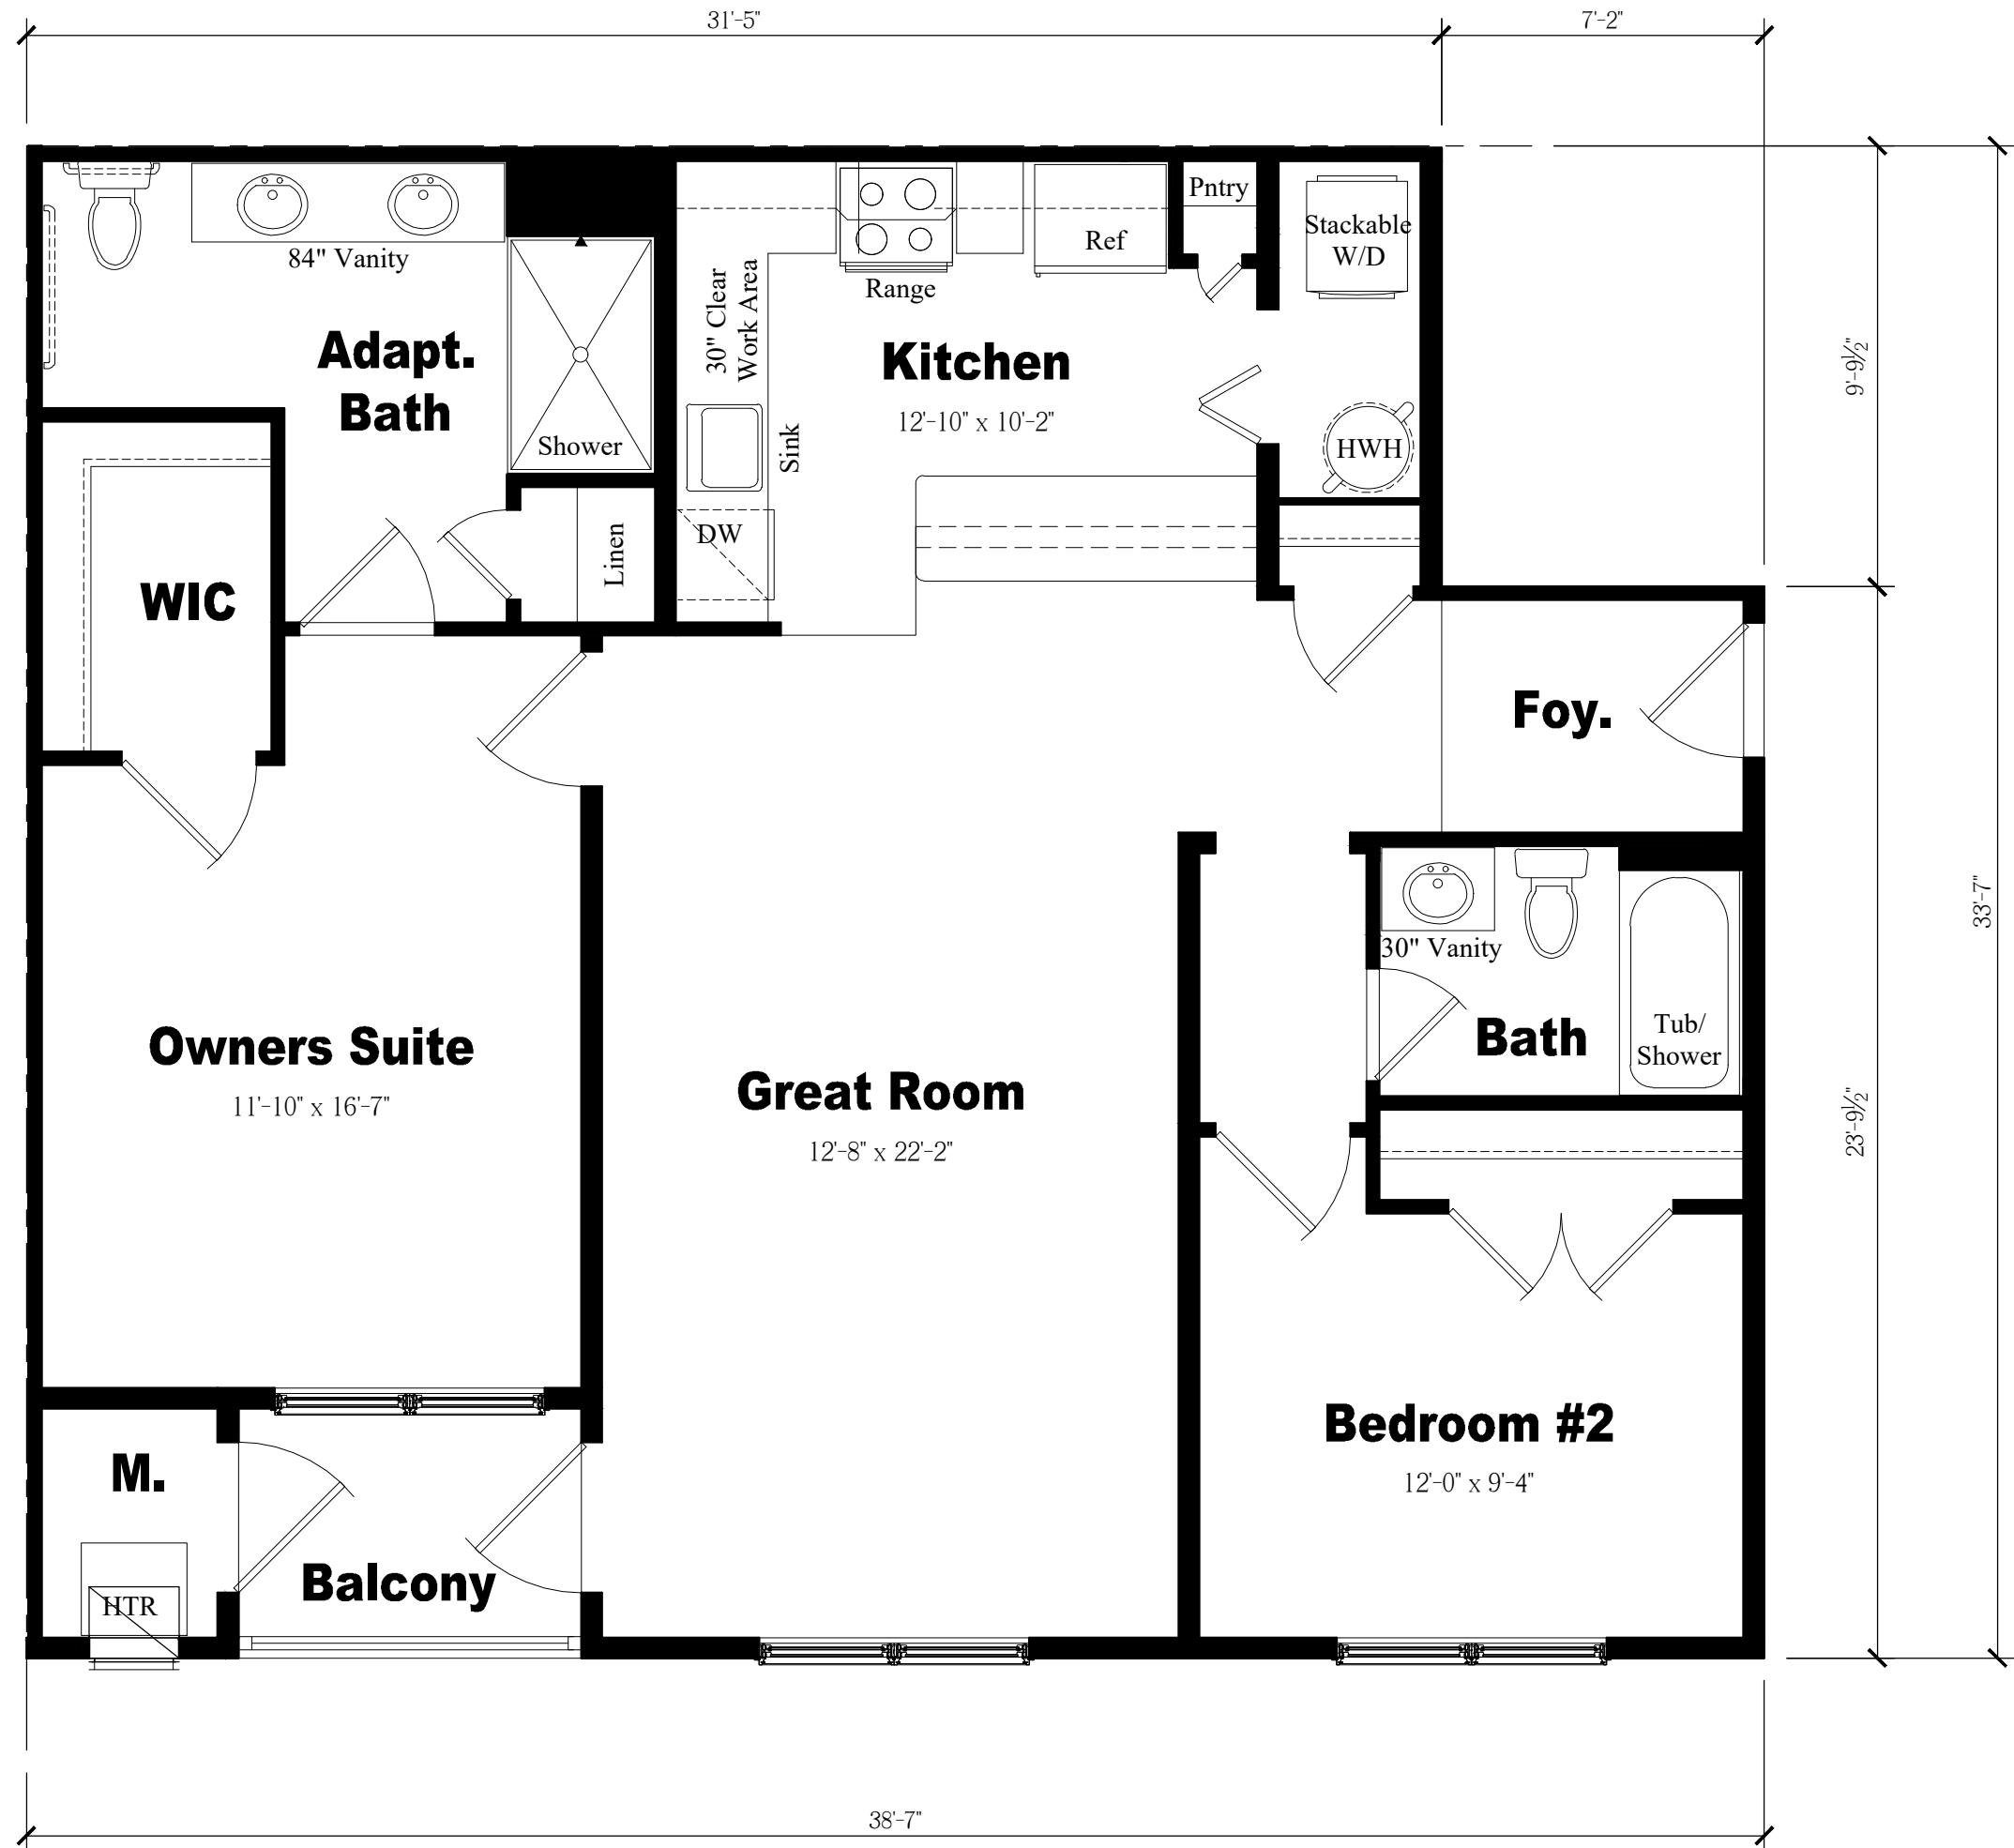 31'-5"
7'-2"
84" Vanity
Adapt.
Bath
Shower
Linen
WIC
30" Clear
Work Area
Range
Ref
Pntry
Stackable
W/D
Kitchen
12'-10" x 10'-2"
Sink
DW
HWH
9'-9½"
33'-7"
Foy.
30" Vanity
Bath
Tub/
Shower
23'-9½"
Owners Suite
11'-10" x 16'-7"
Great Room
12'-8" x 22'-2"
Bedroom #2
12'-0" x 9'-4"
M.
HTR
Balcony
38'-7"